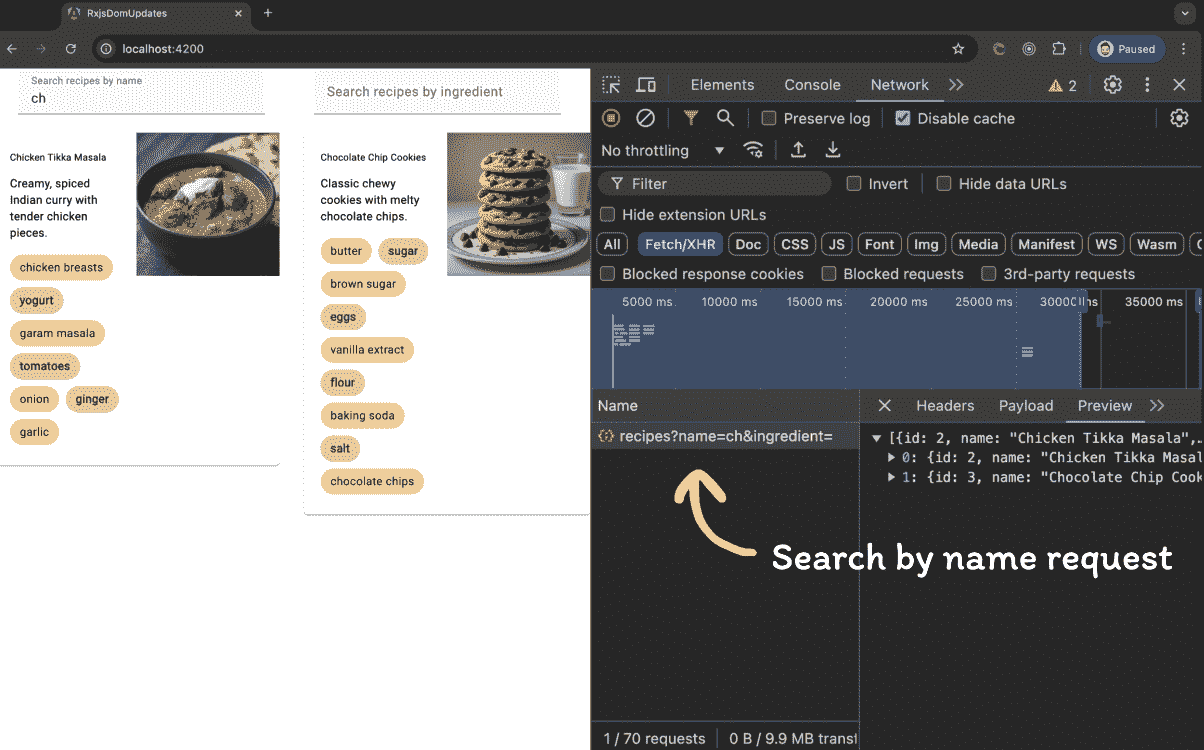 RxjsDomUpdates
localhost:4200
Paused
Search recipes by name
ch
Search recipes by ingredient
Chicken Tikka Masala
Creamy, spiced
Indian curry with
tender chicken
pieces.
chicken breasts
yogurt
garam masala
tomatoes
onion ginger
garlic
Chocolate Chip Cookies
Classic chewy
cookies with melty
chocolate chips.
butter sugar
brown sugar
eggs
vanilla extract
flour
baking soda
salt
chocolate chips
Elements Console Network 2
Preserve log Disable cache
No throttling
Filter Invert Hide data URLs
Hide extension URLs
All Fetch/XHR Doc CSS JS Font Img Media Manifest WS Wasm
Blocked response cookies Blocked requests 3rd-party requests
5000 ms 10000 ms 15000 ms 20000 ms 25000 ms 35000 ms
Name
Headers Payload Preview
recipes?name=ch&ingredient=
[{id: 2, name: "Chicken Tikka Masala",…
0: {id: 2, name: "Chicken Tikka Masal
1: {id: 3, name: "Chocolate Chip Cook
Search by name request
1 / 70 requests 0 B / 9.9 MB transf